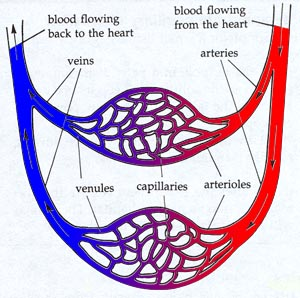 blood flowing
back to the heart
blood flowing
from the heart
veins
arteries
venules
capillaries
arterioles